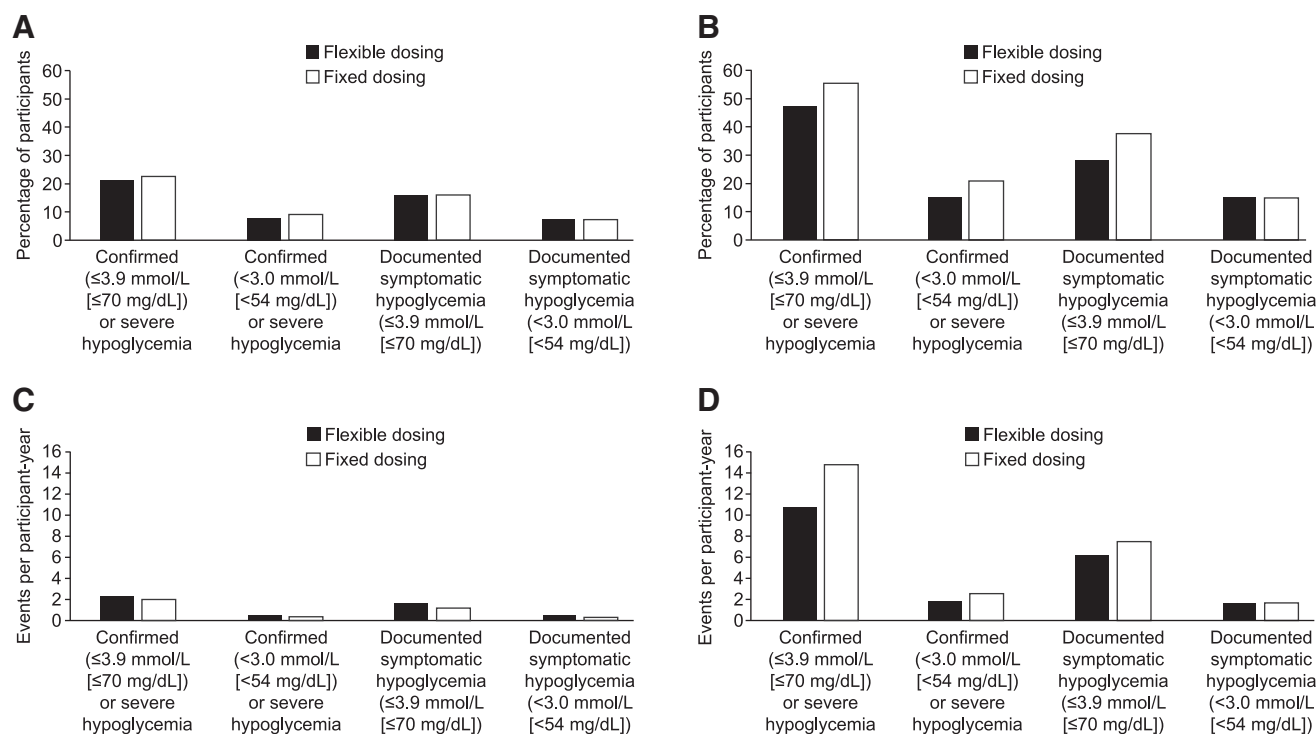 A
Flexible dosing
Fixed dosing
Percentage of participants
60
50
40
30
20
10
0
Confirmed
(≤3.9 mmol/L
[≤70 mg/dL])
or severe
hypoglycemia
Confirmed
(<3.0 mmol/L
[<54 mg/dL])
or severe
hypoglycemia
Documented
symptomatic
hypoglycemia
(≤3.9 mmol/L
[≤70 mg/dL])
Documented
symptomatic
hypoglycemia
(<3.0 mmol/L
[<54 mg/dL])
B
Flexible dosing
Fixed dosing
Percentage of participants
60
50
40
30
20
10
0
Confirmed
(≤3.9 mmol/L
[≤70 mg/dL])
or severe
hypoglycemia
Confirmed
(<3.0 mmol/L
[<54 mg/dL])
or severe
hypoglycemia
Documented
symptomatic
hypoglycemia
(≤3.9 mmol/L
[≤70 mg/dL])
Documented
symptomatic
hypoglycemia
(<3.0 mmol/L
[<54 mg/dL])
C
Flexible dosing
Fixed dosing
Events per participant-year
16
14
12
10
8
6
4
2
0
Confirmed
(≤3.9 mmol/L
[≤70 mg/dL])
or severe
hypoglycemia
Confirmed
(<3.0 mmol/L
[<54 mg/dL])
or severe
hypoglycemia
Documented
symptomatic
hypoglycemia
(≤3.9 mmol/L
[≤70 mg/dL])
Documented
symptomatic
hypoglycemia
(<3.0 mmol/L
[<54 mg/dL])
D
Flexible dosing
Fixed dosing
Events per participant-year
16
14
12
10
8
6
4
2
0
Confirmed
(≤3.9 mmol/L
[≤70 mg/dL])
or severe
hypoglycemia
Confirmed
(<3.0 mmol/L
[<54 mg/dL])
or severe
hypoglycemia
Documented
symptomatic
hypoglycemia
(≤3.9 mmol/L
[≤70 mg/dL])
Documented
symptomatic
hypoglycemia
(<3.0 mmol/L
[<54 mg/dL])